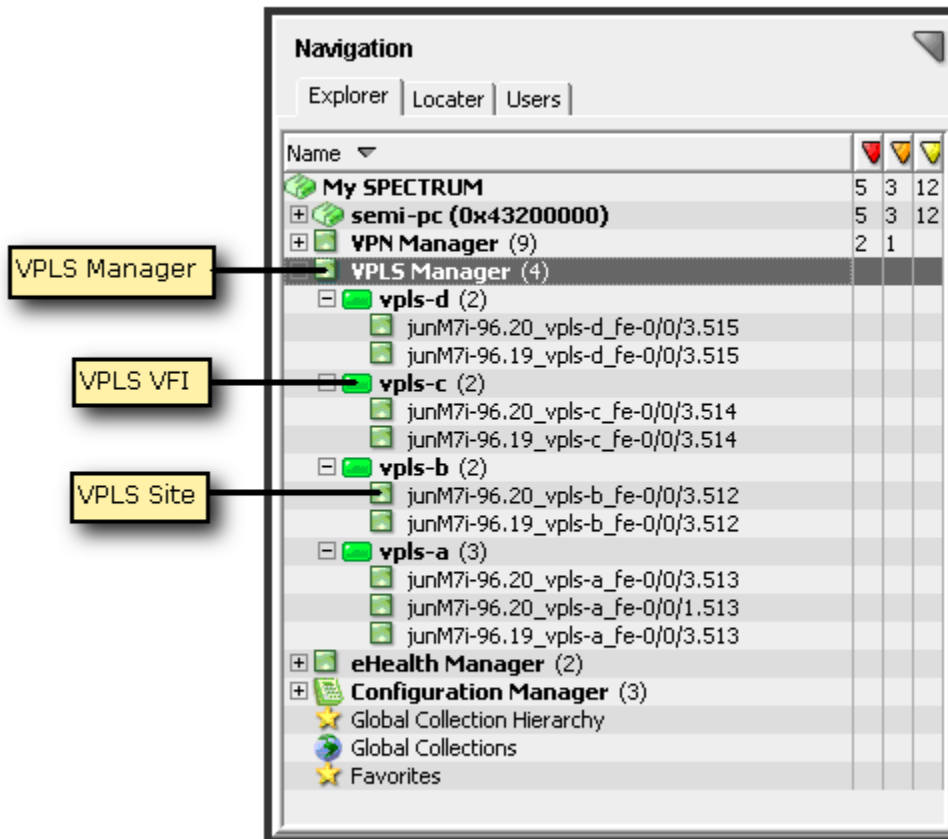 Navigation
Explorer Locater Users
Name
My SPECTRUM 5 3 12
semi-pc (0x43200000) 5 3 12
VPN Manager (9) 2 1
VPLS Manager
VPLS Manager (4)
vpls-d (2)
junM7i-96.20_vpls-d_fe-0/0/3.515
junM7i-96.19_vpls-d_fe-0/0/3.515
VPLS VFI
vpls-c (2)
junM7i-96.20_vpls-c_fe-0/0/3.514
junM7i-96.19_vpls-c_fe-0/0/3.514
vpls-b (2)
VPLS Site
junM7i-96.20_vpls-b_fe-0/0/3.512
junM7i-96.19_vpls-b_fe-0/0/3.512
vpls-a (3)
junM7i-96.20_vpls-a_fe-0/0/3.513
junM7i-96.20_vpls-a_fe-0/0/1.513
junM7i-96.19_vpls-a_fe-0/0/3.513
eHealth Manager (2)
Configuration Manager (3)
Global Collection Hierarchy
Global Collections
Favorites